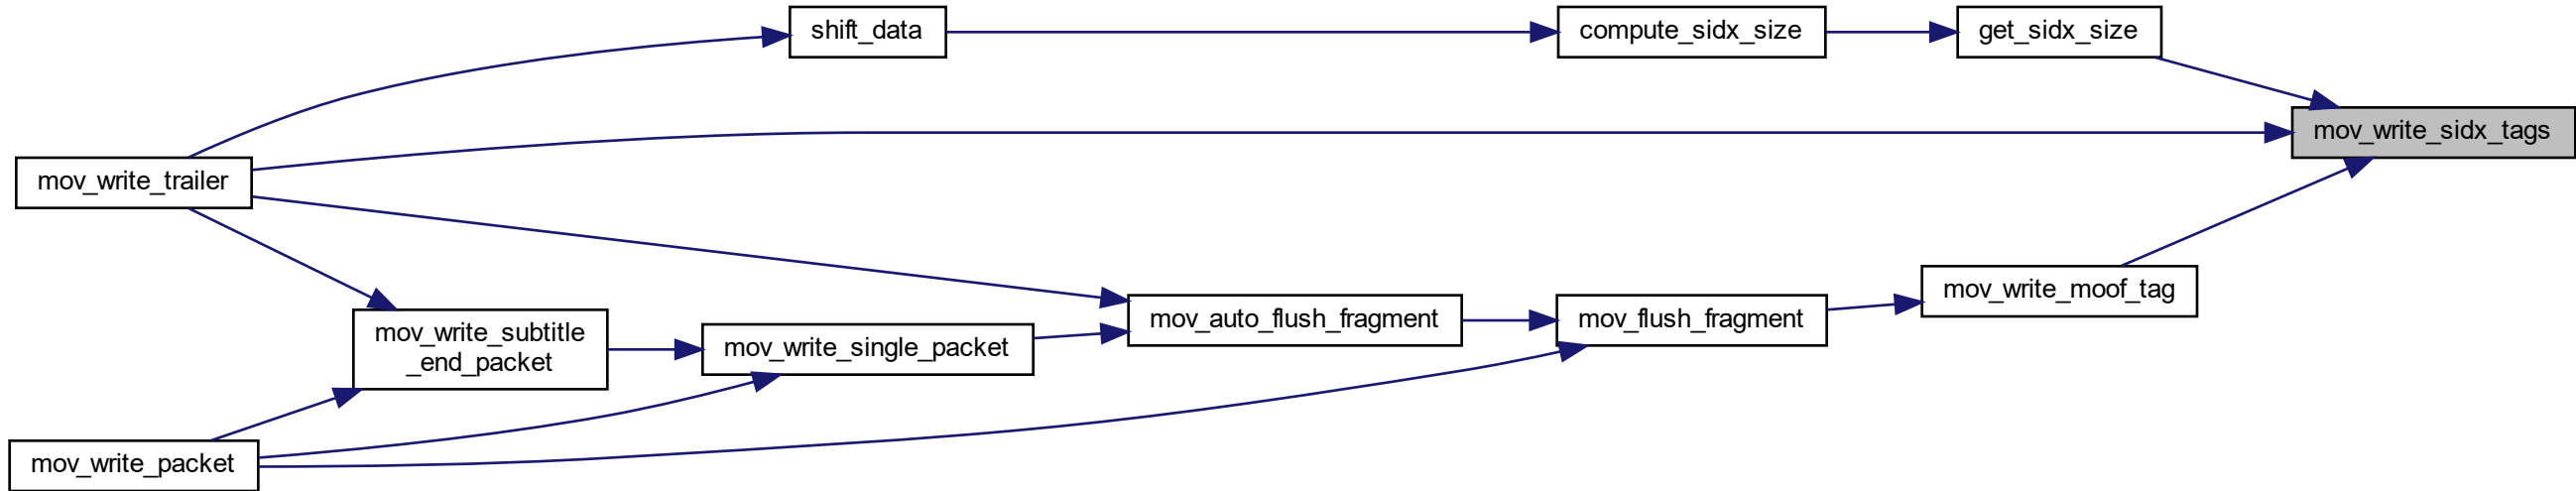 shift_data
compute_sidx_size
get_sidx_size
mov_write_sidx_tags
mov_write_trailer
mov_write_moof_tag
mov_auto_flush_fragment
mov_flush_fragment
mov_write_subtitle
_end_packet
mov_write_single_packet
mov_write_packet